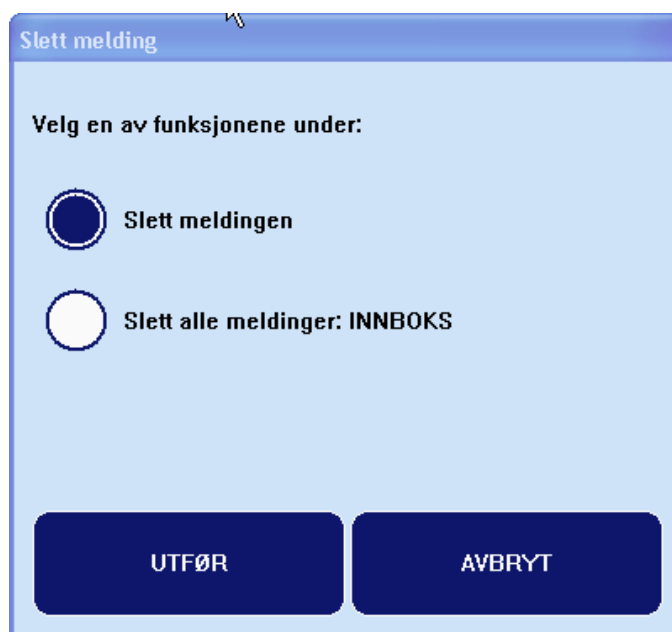 Slett melding
Velg en av funksjonene under:
Slett meldingen
Slett alle meldinger: INNBOKS
UTFØR AVBRYT